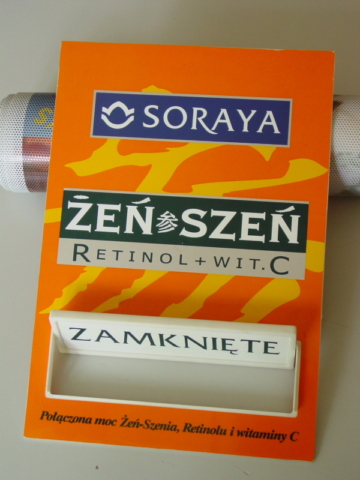 SORAYA
ŻEŃ参SZEŃ
RETINOL + WIT. C
ZAMKNIĘTE
Połączona moc Żeń-Szenia, Retinolu i witaminy C